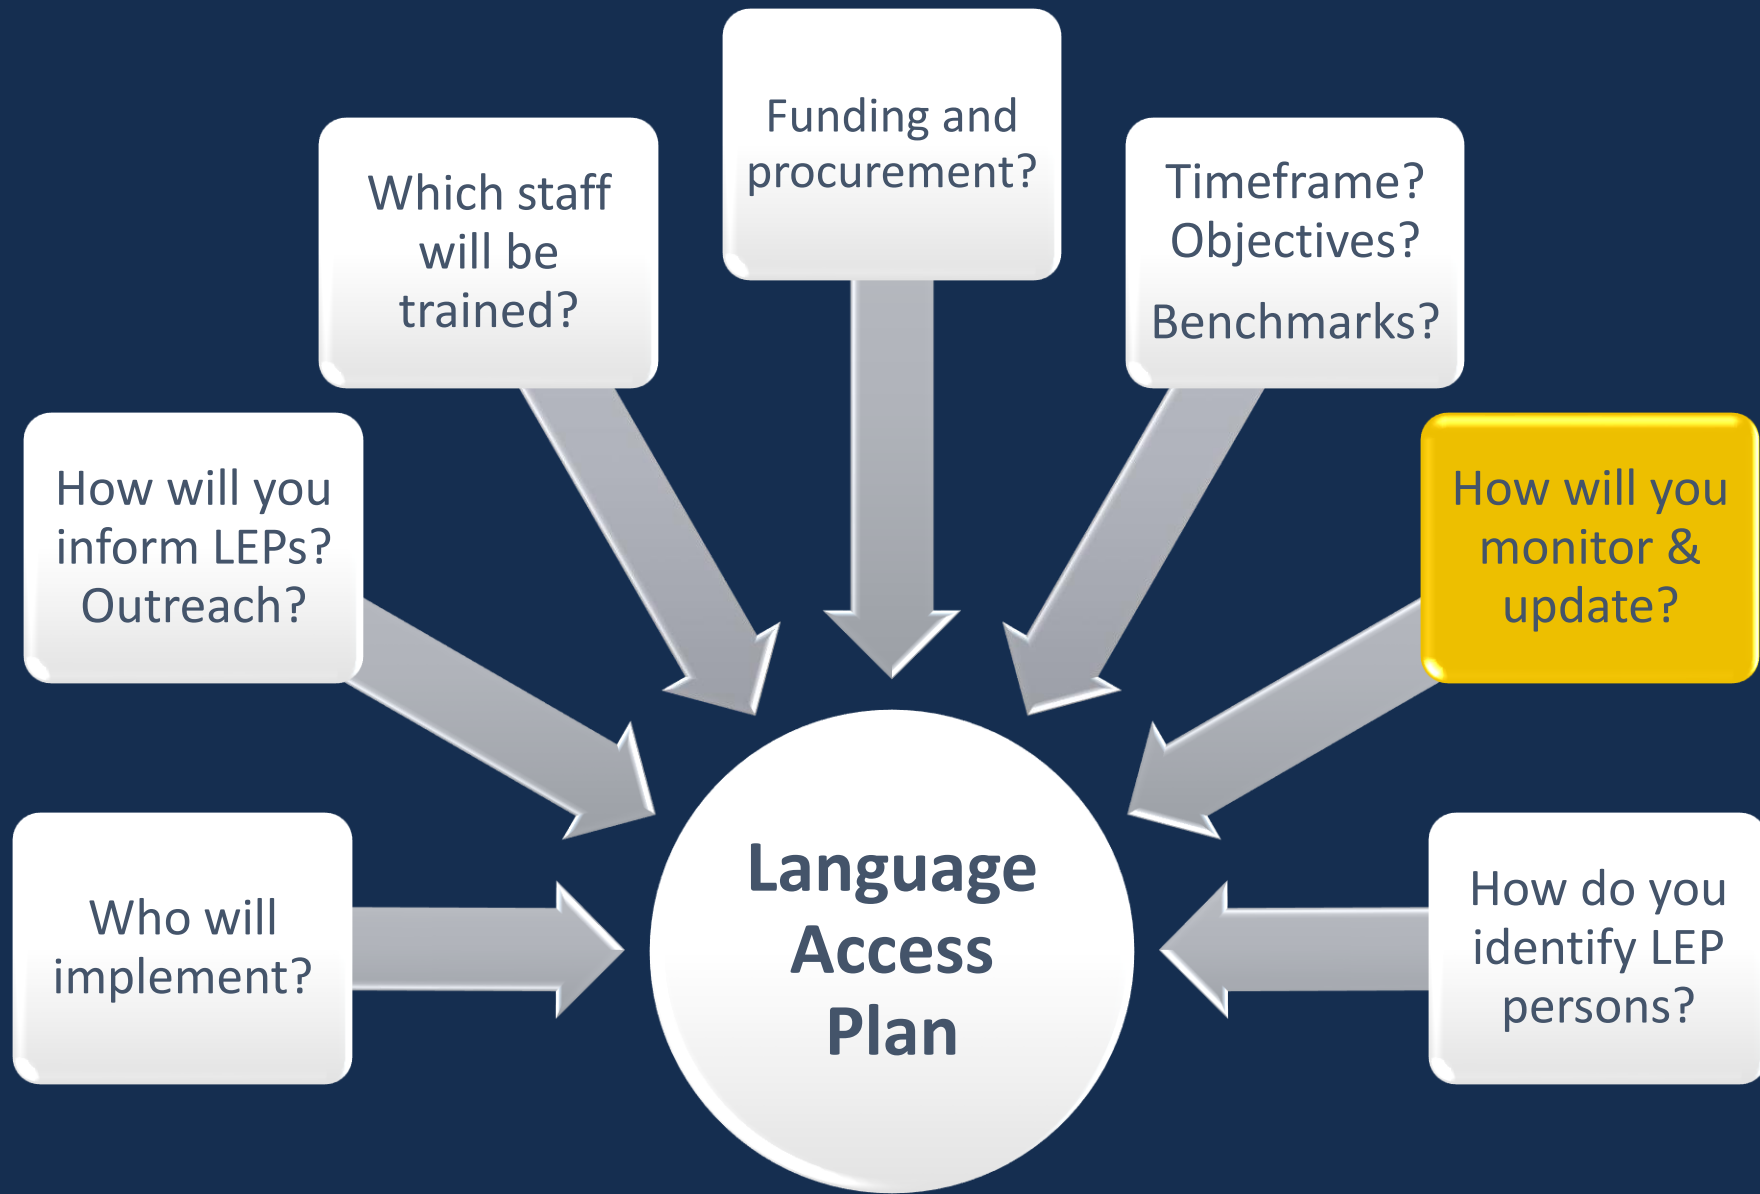 Funding and
procurement?
Which staff
will be
trained?
Timeframe?
Objectives?
Benchmarks?
How will you
inform LEPs?
Outreach?
How will you
monitor &
update?
Who will
implement?
Language
Access
Plan
How do you
identify LEP
persons?